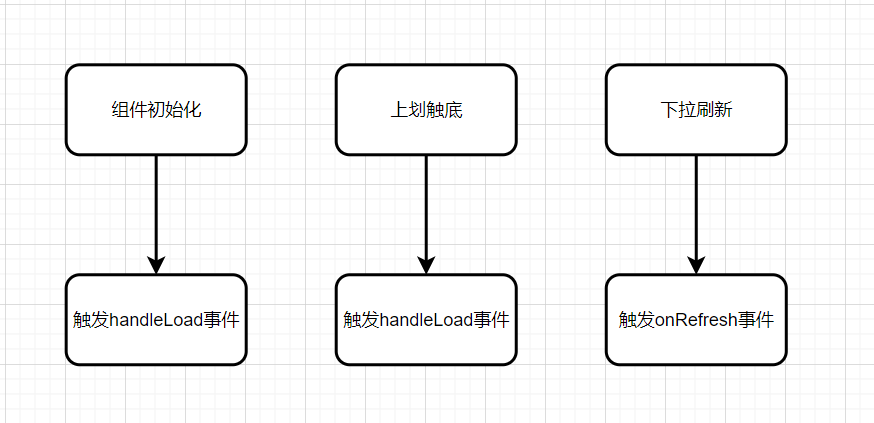 组件初始化
上划触底
下拉刷新
触发handleLoad事件
触发handleLoad事件
触发onRefresh事件